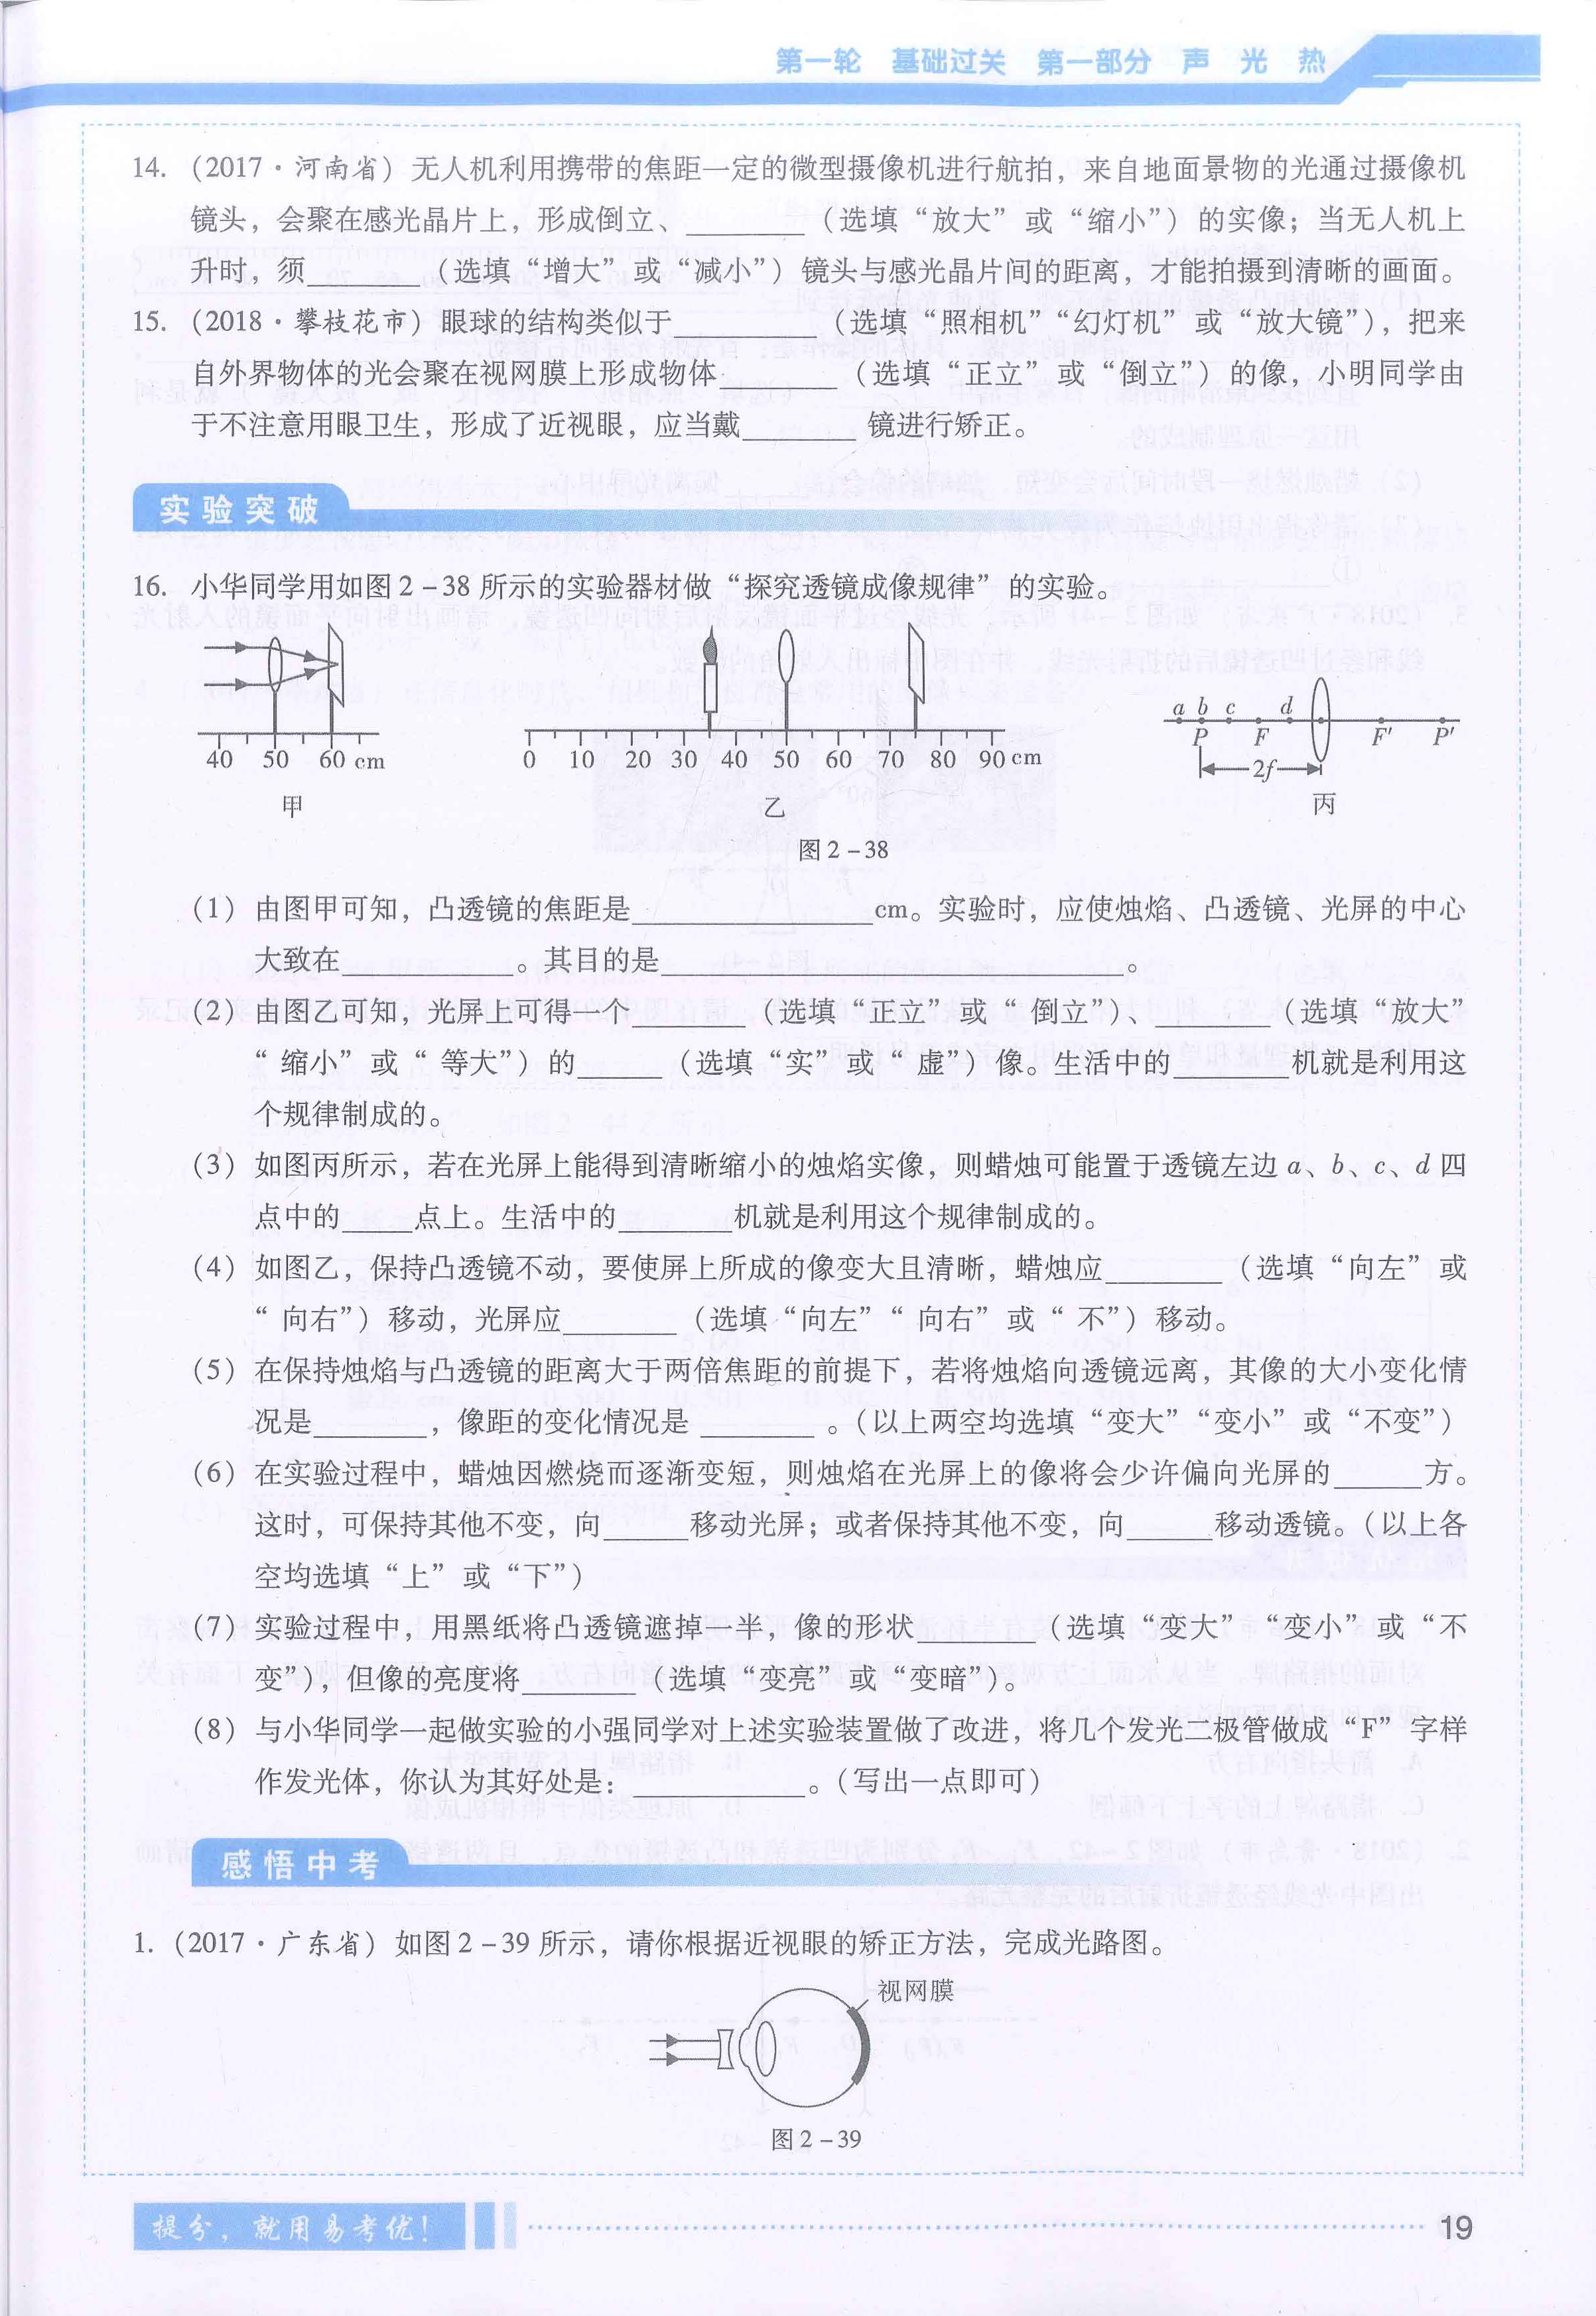 第一轮 基础过关 第一部分 声 光 热
14. (2017·河南省) 无人机利用携带的焦距一定的微型摄像机进行航拍，来自地面景物的光通过摄像机
镜头，会聚在感光晶片上，形成倒立、________（选填“放大”或“缩小”）的实像；当无人机上
升时，须________（选填“增大”或“减小”）镜头与感光晶片间的距离，才能拍摄到清晰的画面。
15. (2018·攀枝花市) 眼球的结构类似于__________（选填“照相机”“幻灯机”或“放大镜”），把来
自外界物体的光会聚在视网膜上形成物体________（选填“正立”或“倒立”）的像，小明同学由
于不注意用眼卫生，形成了近视眼，应当戴________镜进行矫正。
实验突破
16. 小华同学用如图2-38所示的实验器材做“探究透镜成像规律”的实验。
40 50 60 cm
甲
0 10 20 30 40 50 60 70 80 90 cm
乙
a b c d
P F F′ P′
2f
丙
图2-38
(1) 由图甲可知，凸透镜的焦距是________________cm。实验时，应使烛焰、凸透镜、光屏的中心
大致在____________。其目的是________________________________。
(2) 由图乙可知，光屏上可得一个________（选填“正立”或“倒立”）、________（选填“放大”
“缩小”或“等大”）的______（选填“实”或“虚”）像。生活中的________机就是利用这
个规律制成的。
(3) 如图丙所示，若在光屏上能得到清晰缩小的烛焰实像，则蜡烛可能置于透镜左边a、b、c、d四
点中的_____点上。生活中的________机就是利用这个规律制成的。
(4) 如图乙，保持凸透镜不动，要使屏上所成的像变大且清晰，蜡烛应________（选填“向左”或
“向右”）移动，光屏应________（选填“向左”“向右”或“不”）移动。
(5) 在保持烛焰与凸透镜的距离大于两倍焦距的前提下，若将烛焰向透镜远离，其像的大小变化情
况是________，像距的变化情况是________。（以上两空均选填“变大”“变小”或“不变”）
(6) 在实验过程中，蜡烛因燃烧而逐渐变短，则烛焰在光屏上的像将会少许偏向光屏的______方。
这时，可保持其他不变，向______移动光屏；或者保持其他不变，向______移动透镜。（以上各
空均选填“上”或“下”）
(7) 实验过程中，用黑纸将凸透镜遮掉一半，像的形状________（选填“变大”“变小”或“不
变”），但像的亮度将________（选填“变亮”或“变暗”）。
(8) 与小华同学一起做实验的小强同学对上述实验装置做了改进，将几个发光二极管做成“F”字样
作发光体，你认为其好处是：____________。（写出一点即可）
感悟中考
1. (2017·广东省) 如图2-39所示，请你根据近视眼的矫正方法，完成光路图。
视网膜
图2-39
提分，就用易考优！
19